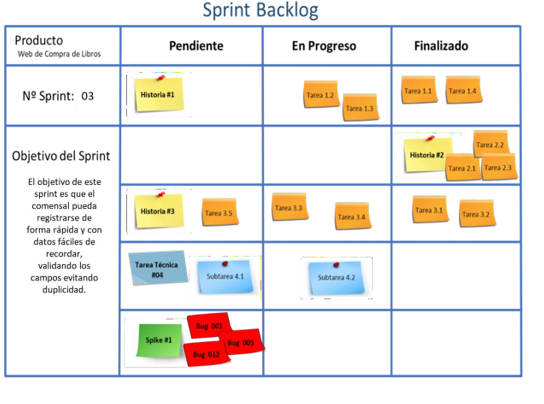 Sprint Backlog
Producto
Web de Compra de Libros
Pendiente
En Progreso
Finalizado
Nº Sprint: 03
Historia #1
Tarea 1.2
Tarea 1.3
Tarea 1.1
Tarea 1.4
Objetivo del Sprint
El objetivo de este
sprint es que el
comensal pueda
registrarse de
forma rápida y con
datos fáciles de
recordar,
validando los
campos evitando
duplicidad.
Historia #2
Tarea 2.2
Tarea 2.1
Tarea 2.3
Historia #3
Tarea 3.5
Tarea 3.3
Tarea 3.4
Tarea 3.1
Tarea 3.2
Tarea Técnica
#04
Subtarea 4.1
Subtarea 4.2
Spike #1
Bug 001
Bug 005
Bug 012